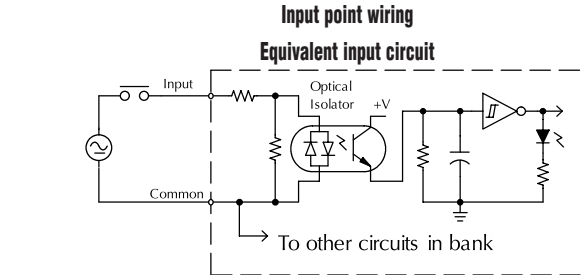 Input point wiring
Equivalent input circuit
Input
Optical
Isolator
+V
Common
To other circuits in bank